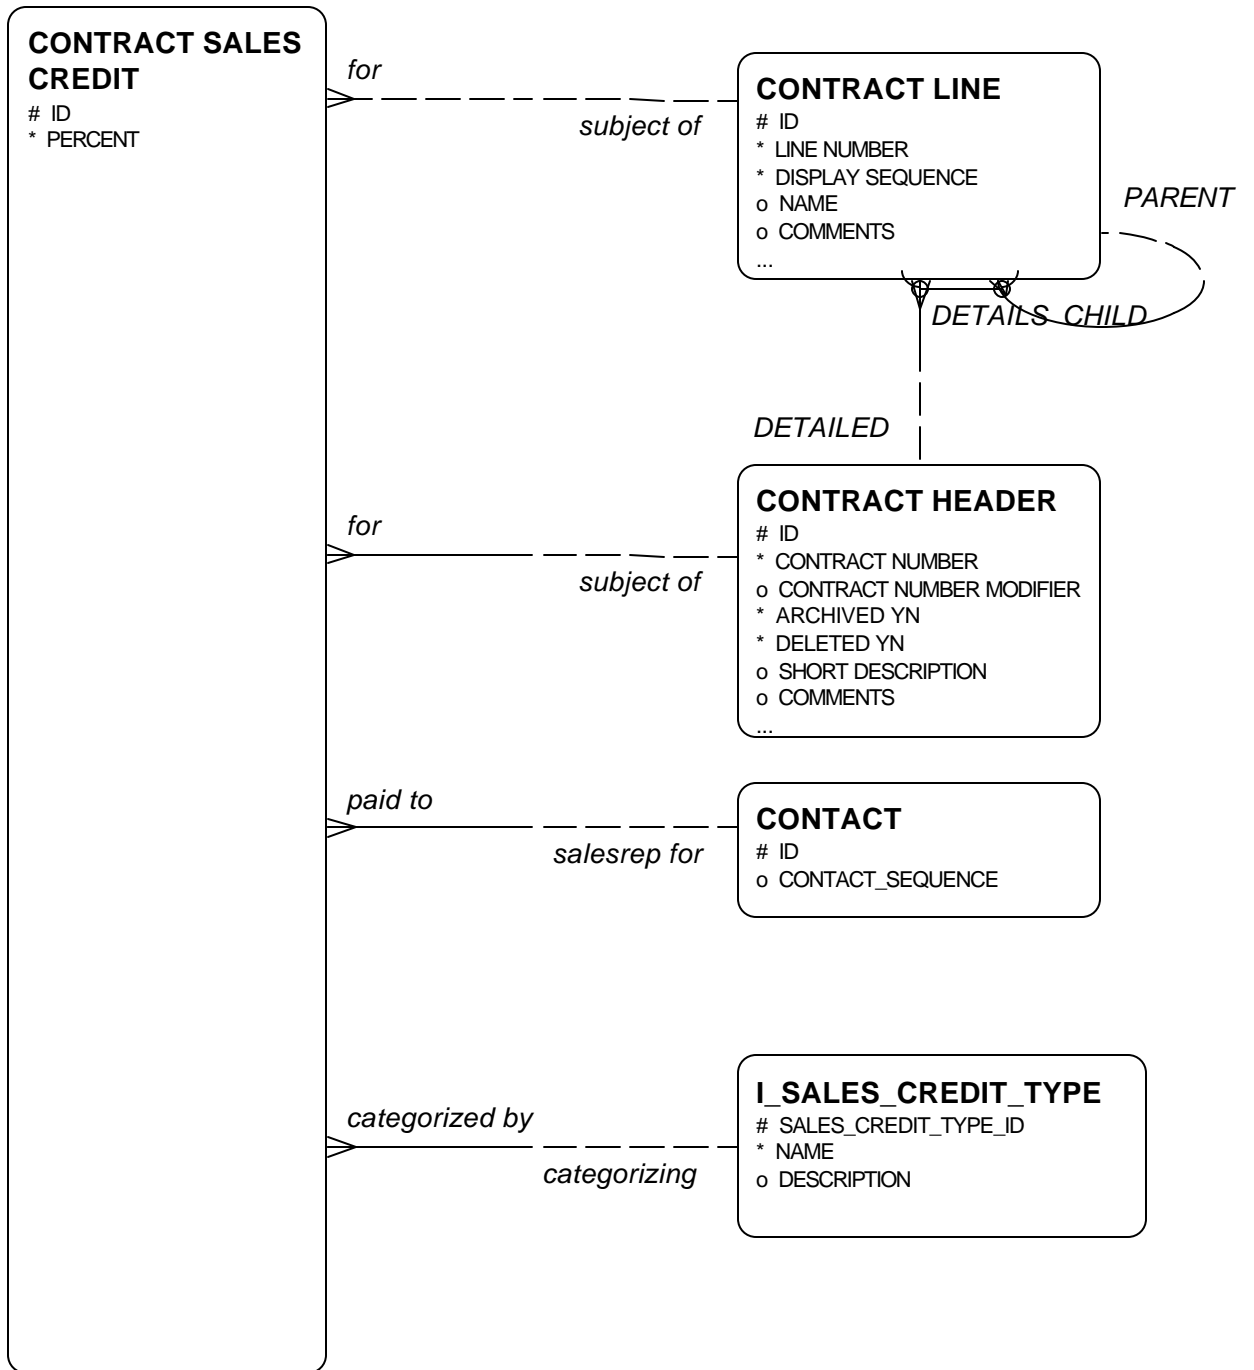 CONTRACT SALES
CREDIT
# ID
* PERCENT
for
subject of
CONTRACT LINE
# ID
* LINE NUMBER
* DISPLAY SEQUENCE
o NAME
o COMMENTS
...
PARENT
DETAILS CHILD
DETAILED
for
subject of
CONTRACT HEADER
# ID
* CONTRACT NUMBER
o CONTRACT NUMBER MODIFIER
* ARCHIVED YN
* DELETED YN
o SHORT DESCRIPTION
o COMMENTS
...
paid to
salesrep for
CONTACT
# ID
o CONTACT_SEQUENCE
categorized by
categorizing
I_SALES_CREDIT_TYPE
# SALES_CREDIT_TYPE_ID
* NAME
o DESCRIPTION